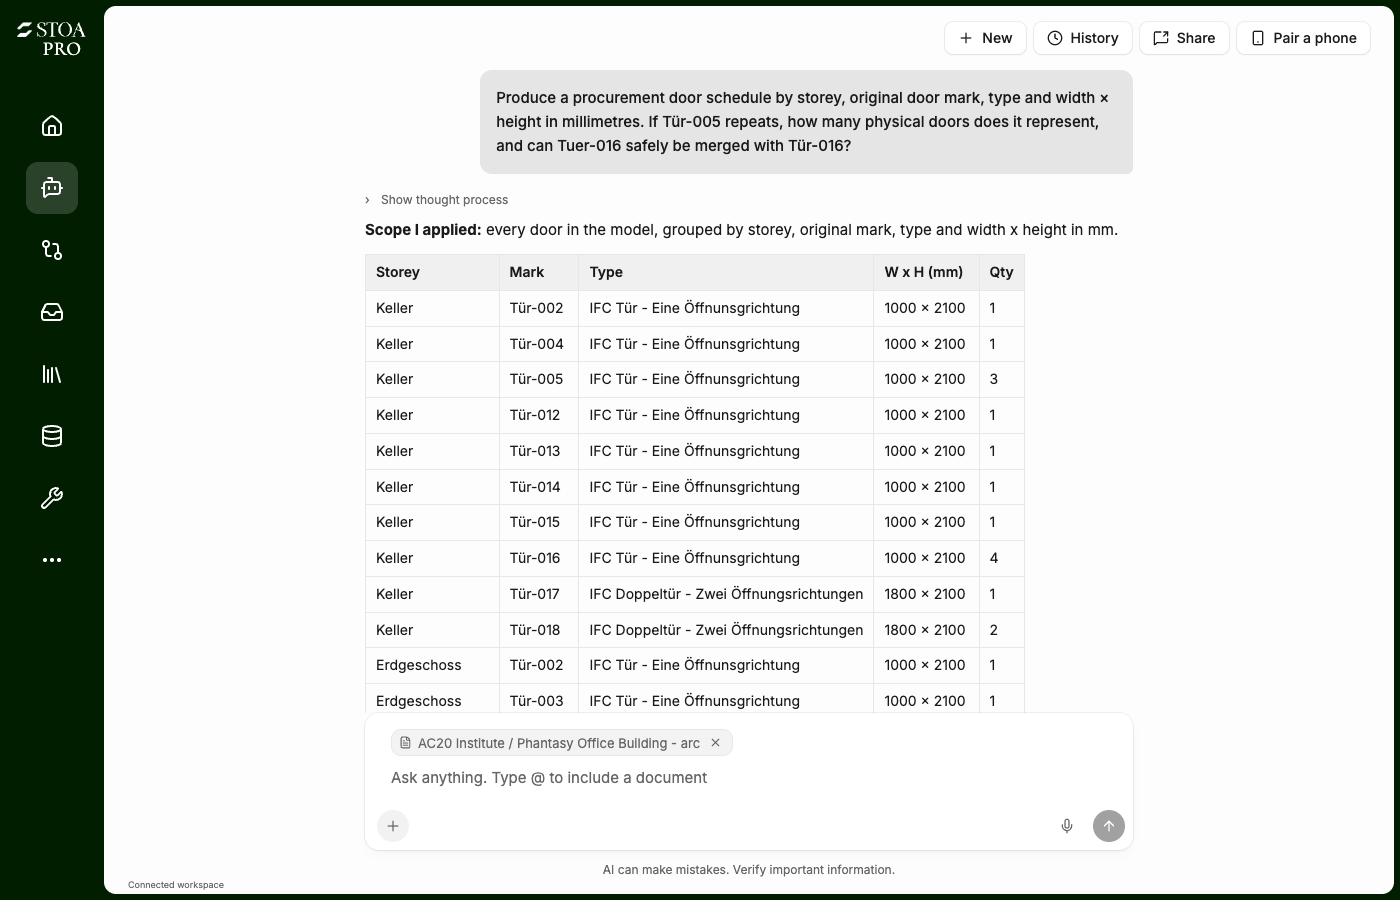 STOA
PRO
New
History
Share
Pair a phone
Produce a procurement door schedule by storey, original door mark, type and width ×
height in millimetres. If Tür-005 repeats, how many physical doors does it represent,
and can Tuer-016 safely be merged with Tür-016?
Show thought process
Scope I applied: every door in the model, grouped by storey, original mark, type and width x height in mm.
Storey Mark Type W x H (mm) Qty
Keller Tür-002 IFC Tür - Eine Öffnunsgrichtung 1000 × 2100 1
Keller Tür-004 IFC Tür - Eine Öffnunsgrichtung 1000 × 2100 1
Keller Tür-005 IFC Tür - Eine Öffnunsgrichtung 1000 × 2100 3
Keller Tür-012 IFC Tür - Eine Öffnunsgrichtung 1000 × 2100 1
Keller Tür-013 IFC Tür - Eine Öffnunsgrichtung 1000 × 2100 1
Keller Tür-014 IFC Tür - Eine Öffnunsgrichtung 1000 × 2100 1
Keller Tür-015 IFC Tür - Eine Öffnunsgrichtung 1000 × 2100 1
Keller Tür-016 IFC Tür - Eine Öffnunsgrichtung 1000 × 2100 4
Keller Tür-017 IFC Doppeltür - Zwei Öffnungsrichtungen 1800 × 2100 1
Keller Tür-018 IFC Doppeltür - Zwei Öffnungsrichtungen 1800 × 2100 2
Erdgeschoss Tür-002 IFC Tür - Eine Öffnunsgrichtung 1000 × 2100 1
Erdgeschoss Tür-003 IFC Tür - Eine Öffnunsgrichtung 1000 × 2100 1
AC20 Institute / Phantasy Office Building - arc
Ask anything. Type @ to include a document
AI can make mistakes. Verify important information.
Connected workspace